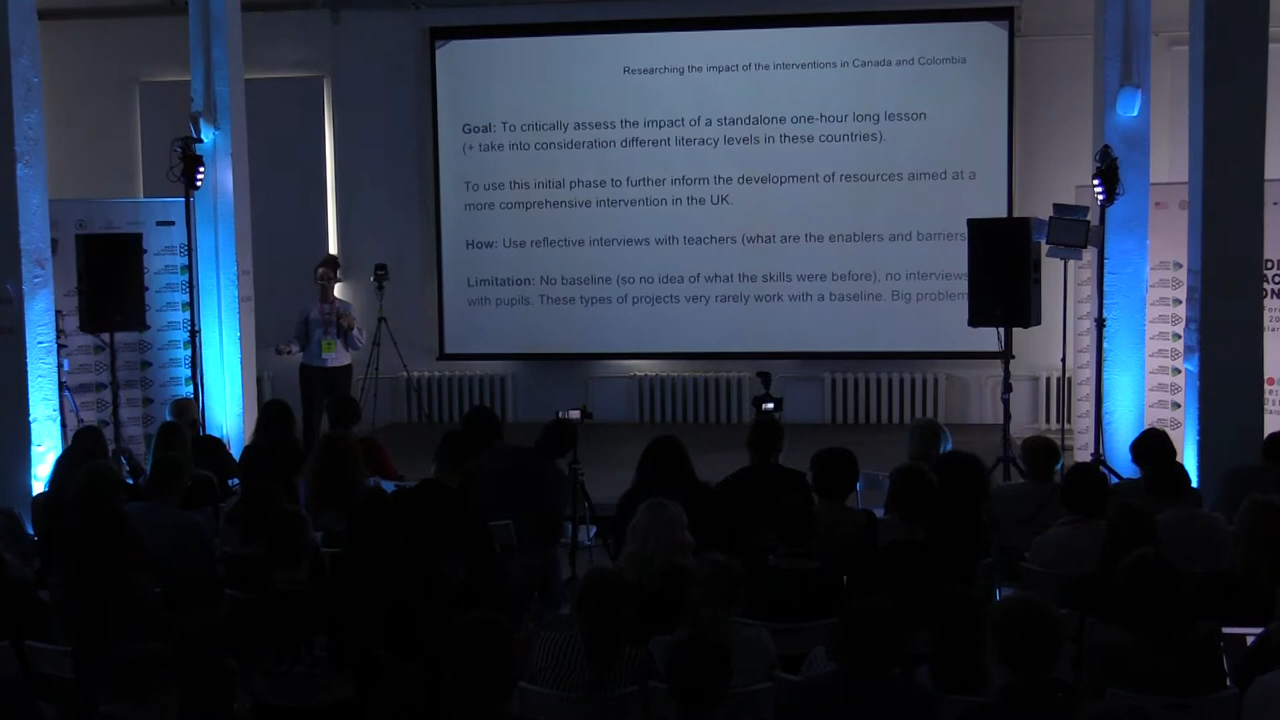 Researching the impact of the interventions in Canada and Colombia
Goal: To critically assess the impact of a standalone one-hour long lesson
(+ take into consideration different literacy levels in these countries).
To use this initial phase to further inform the development of resources aimed at a
more comprehensive intervention in the UK.
How: Use reflective interviews with teachers (what are the enablers and barriers
Limitation: No baseline (so no idea of what the skills were before), no interviews
with pupils. These types of projects very rarely work with a baseline. Big problem